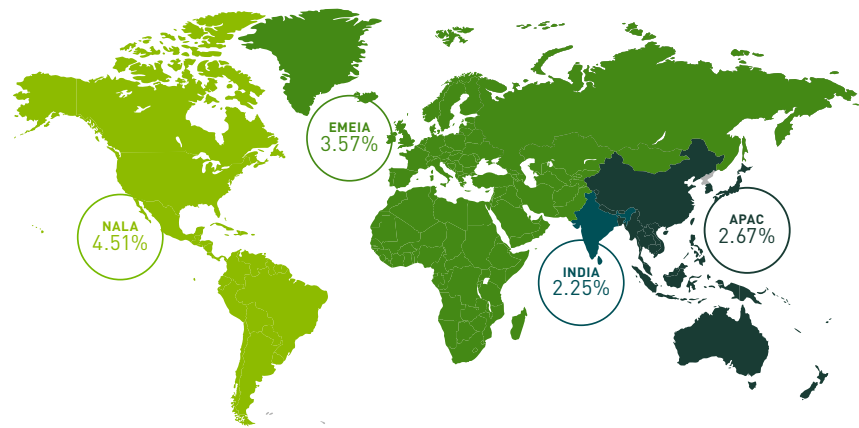 EMEIA
3.57%
NALA
4.51%
APAC
2.67%
INDIA
2.25%